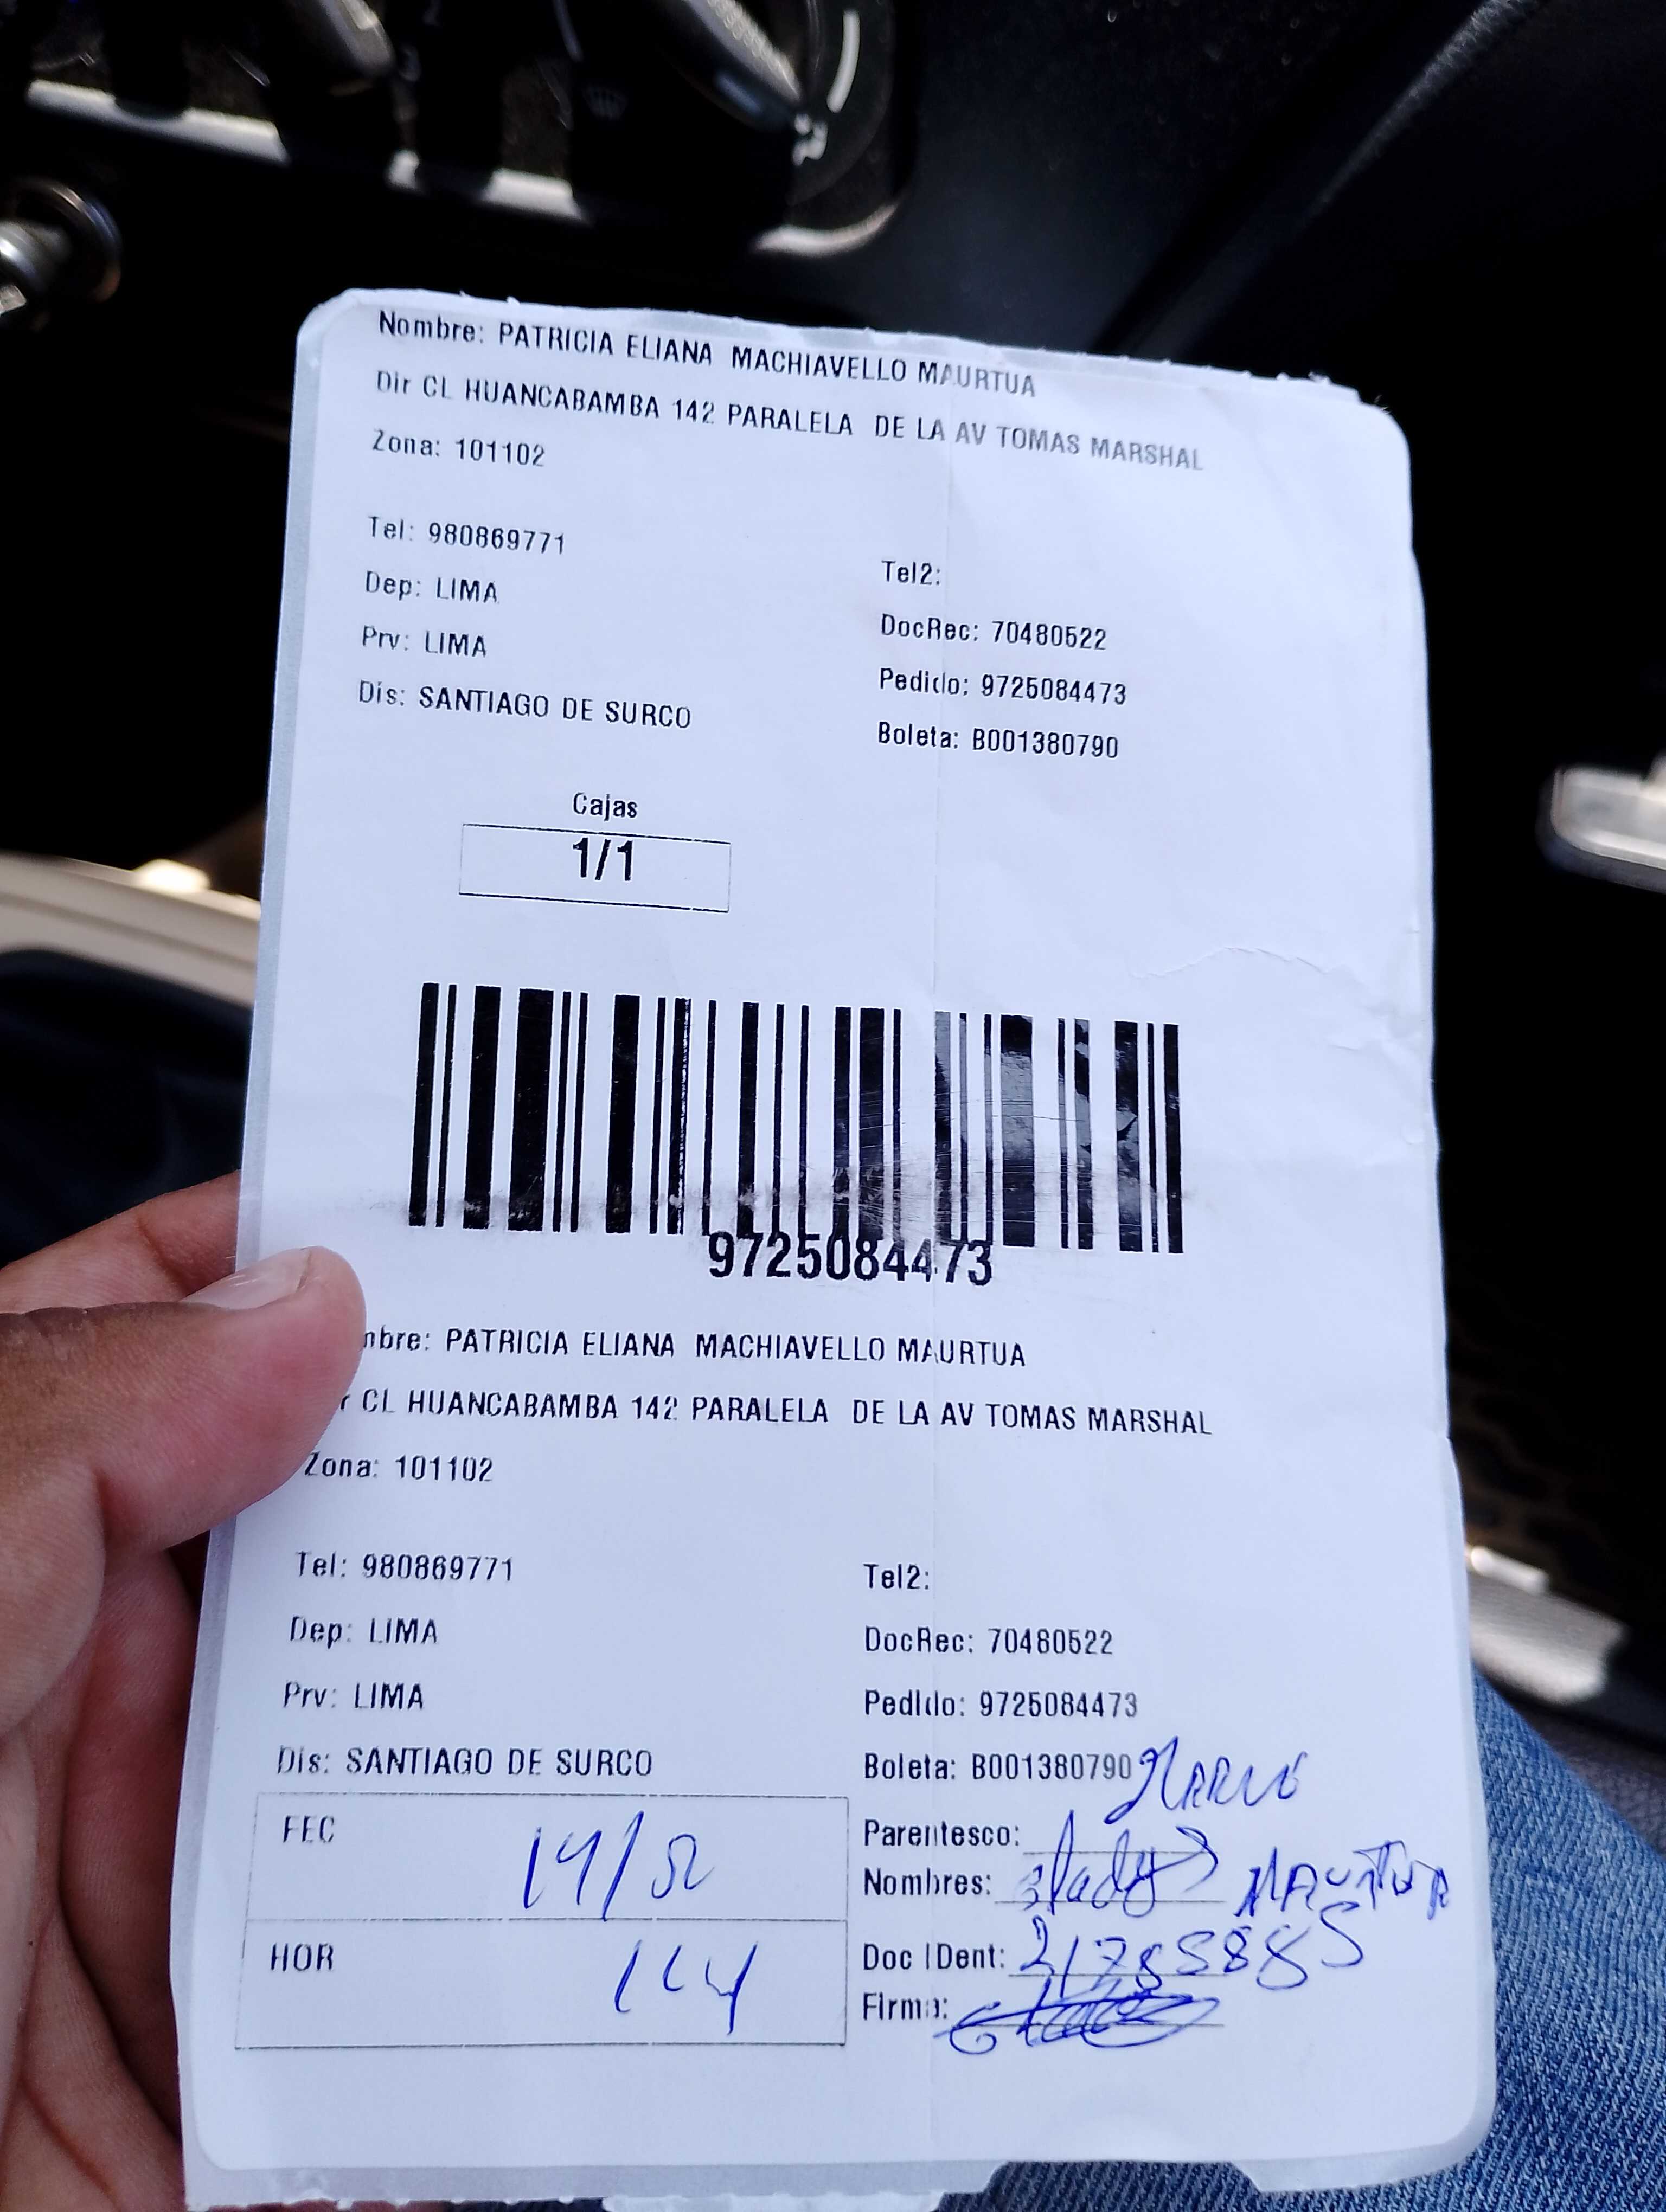 Nombre: PATRICIA ELIANA MACHIAVELLO MAURTUA
Dir CL HUANCABAMBA 142 PARALELA DE LA AV TOMAS MARSHAL
Zona: 101102
Tel: 980869771
Tel2:
Dep: LIMA
DocRec: 70480522
Prv: LIMA
Pedido: 9725084473
Dis: SANTIAGO DE SURCO
Boleta: B001380790
Cajas
1/1
9725084473
mbre: PATRICIA ELIANA MACHIAVELLO MAURTUA
r CL HUANCABAMBA 142 PARALELA DE LA AV TOMAS MARSHAL
Zona: 101102
Tel: 980869771
Tel2:
Dep: LIMA
DocRec: 70480522
Prv: LIMA
Pedido: 9725084473
Dis: SANTIAGO DE SURCO
Boleta: B001380790
FEC
Parentesco:
Nombres: Gladys MAURTUA
HOR
Doc IDent:
Firma: